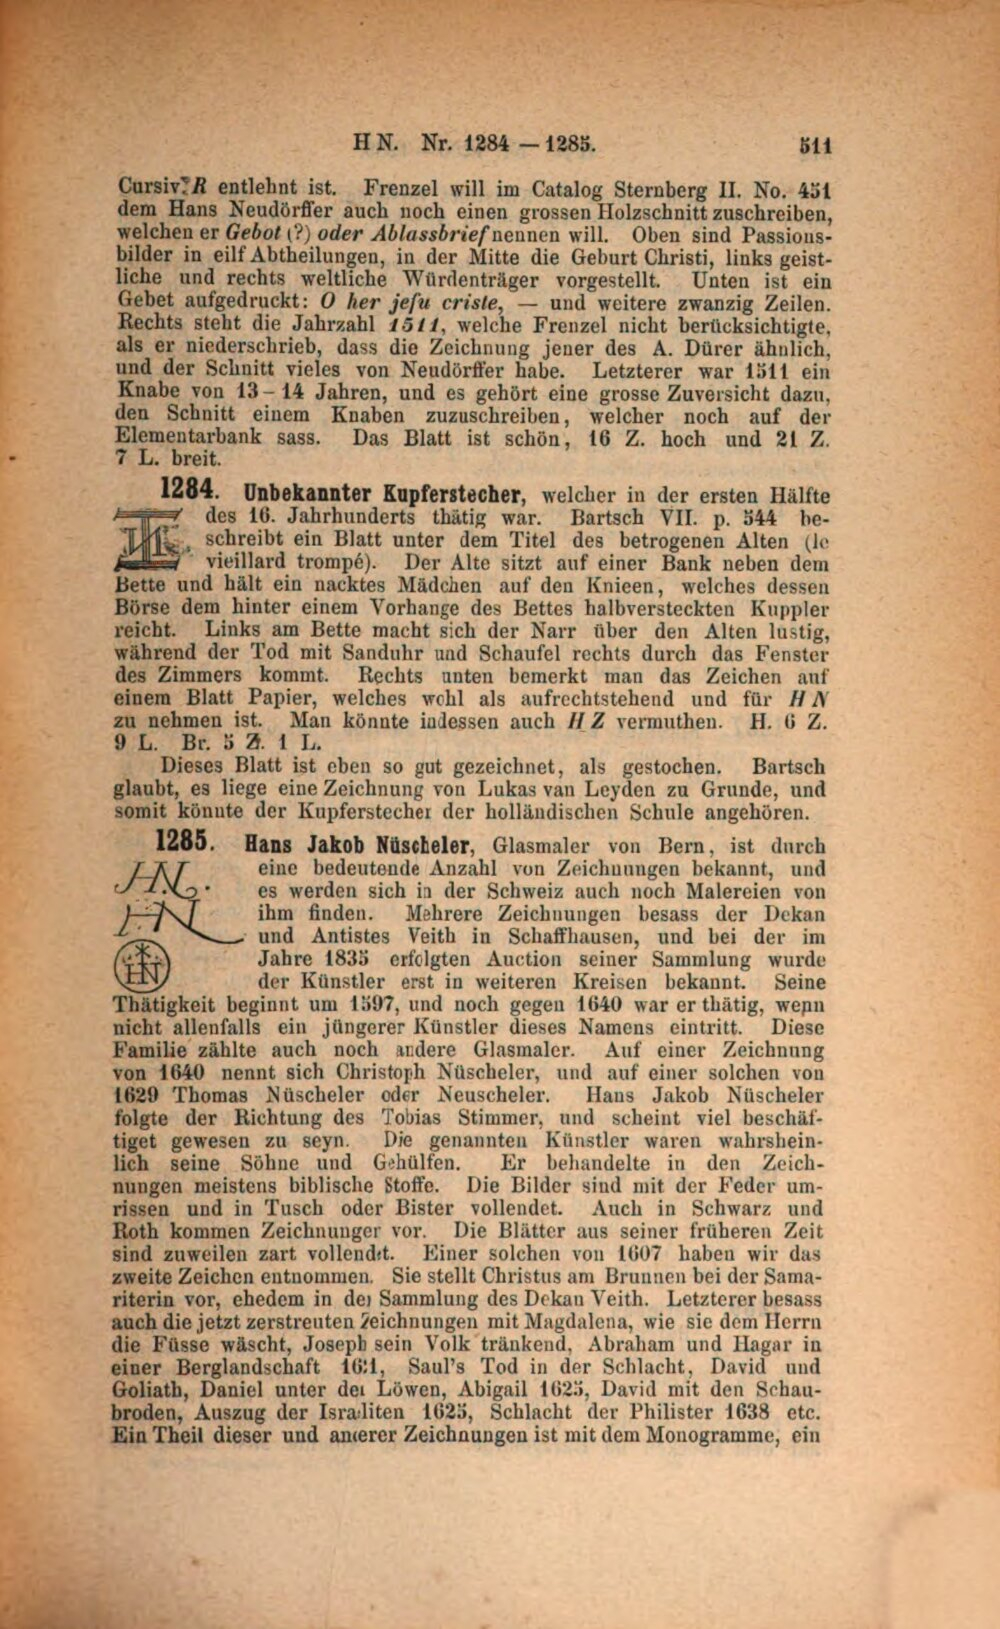 HN. Nr. 1284 — 1285. 511
Cursiv-R entlehnt ist. Frenzel will im Catalog Sternberg II. No. 451
dem Hans Neudörffer auch noch einen grossen Holzschnitt zuschreiben,
welchen er Gebot (?) oder Ablassbrief nennen will. Oben sind Passions-
bilder in eilf Abtheilungen, in der Mitte die Geburt Christi, links geist-
liche und rechts weltliche Würdenträger vorgestellt. Unten ist ein
Gebet aufgedruckt: O her jeſu criste, — und weitere zwanzig Zeilen.
Rechts steht die Jahrzahl 1511, welche Frenzel nicht berücksichtigte,
als er niederschrieb, dass die Zeichnung jener des A. Dürer ähnlich,
und der Schnitt vieles von Neudörffer habe. Letzterer war 1511 ein
Knabe von 13 – 14 Jahren, und es gehört eine grosse Zuversicht dazu,
den Schnitt einem Knaben zuzuschreiben, welcher noch auf der
Elementarbank sass. Das Blatt ist schön, 16 Z. hoch und 21 Z.
7 L. breit.
1284. Unbekannter Kupferstecher, welcher in der ersten Hälfte
des 16. Jahrhunderts thätig war. Bartsch VII. p. 544 be-
schreibt ein Blatt unter dem Titel des betrogenen Alten (le
vieillard trompé). Der Alte sitzt auf einer Bank neben dem
Bette und hält ein nacktes Mädchen auf den Knieen, welches dessen
Börse dem hinter einem Vorhange des Bettes halbversteckten Kuppler
reicht. Links am Bette macht sich der Narr über den Alten lustig,
während der Tod mit Sanduhr und Schaufel rechts durch das Fenster
des Zimmers kommt. Rechts unten bemerkt man das Zeichen auf
einem Blatt Papier, welches wohl als aufrechtstehend und für H N
zu nehmen ist. Man könnte indessen auch H Z vermuthen. H. 6 Z.
9 L. Br. 5 Z. 1 L.
Dieses Blatt ist eben so gut gezeichnet, als gestochen. Bartsch
glaubt, es liege eine Zeichnung von Lukas van Leyden zu Grunde, und
somit könnte der Kupferstecher der holländischen Schule angehören.
1285. Hans Jakob Nüscheler, Glasmaler von Bern, ist durch
HN. eine bedeutende Anzahl von Zeichnungen bekannt, und
es werden sich in der Schweiz auch noch Malereien von
HN ihm finden. Mehrere Zeichnungen besass der Dekan
und Antistes Veith in Schaffhausen, und bei der im
HN Jahre 1835 erfolgten Auction seiner Sammlung wurde
der Künstler erst in weiteren Kreisen bekannt. Seine
Thätigkeit beginnt um 1597, und noch gegen 1640 war er thätig, wenn
nicht allenfalls ein jüngerer Künstler dieses Namens eintritt. Diese
Familie zählte auch noch andere Glasmaler. Auf einer Zeichnung
von 1640 nennt sich Christoph Nüscheler, und auf einer solchen von
1629 Thomas Nüscheler oder Neuscheler. Hans Jakob Nüscheler
folgte der Richtung des Tobias Stimmer, und scheint viel beschäf-
tiget gewesen zu seyn. Die genannten Künstler waren wahrshein-
lich seine Söhne und Gehülfen. Er behandelte in den Zeich-
nungen meistens biblische Stoffe. Die Bilder sind mit der Feder um-
rissen und in Tusch oder Bister vollendet. Auch in Schwarz und
Roth kommen Zeichnungen vor. Die Blätter aus seiner früheren Zeit
sind zuweilen zart vollendet. Einer solchen von 1607 haben wir das
zweite Zeichen entnommen. Sie stellt Christus am Brunnen bei der Sama-
riterin vor, ehedem in der Sammlung des Dekan Veith. Letzterer besass
auch die jetzt zerstreuten Zeichnungen mit Magdalena, wie sie dem Herrn
die Füsse wäscht, Joseph sein Volk tränkend, Abraham und Hagar in
einer Berglandschaft Saul's Tod in der Schlacht, David und
Goliath, Daniel unter den Löwen, Abigail 1625, David mit den Schau-
broden, Auszug der Israeliten 1625, Schlacht der Philister 1638 etc.
Ein Theil dieser und anderer Zeichnungen ist mit dem Monogramme, ein